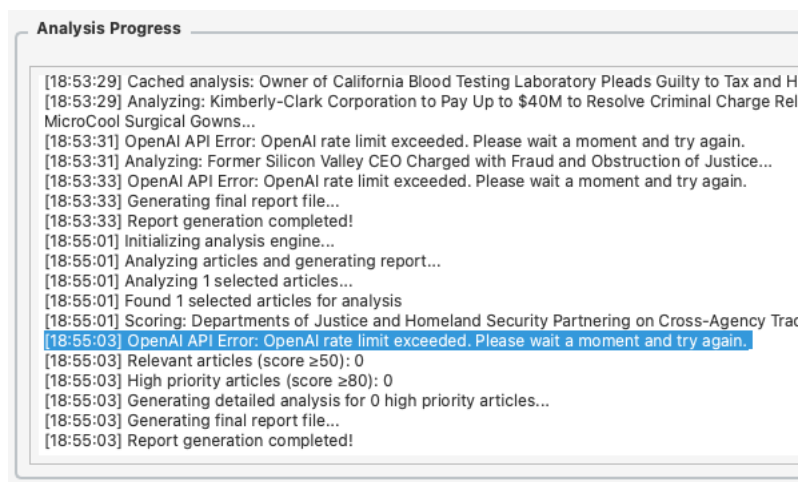 Analysis Progress
[18:53:29] Cached analysis: Owner of California Blood Testing Laboratory Pleads Guilty to Tax and H
[18:53:29] Analyzing: Kimberly-Clark Corporation to Pay Up to $40M to Resolve Criminal Charge Rel
MicroCool Surgical Gowns...
[18:53:31] OpenAI API Error: OpenAI rate limit exceeded. Please wait a moment and try again.
[18:53:31] Analyzing: Former Silicon Valley CEO Charged with Fraud and Obstruction of Justice...
[18:53:33] OpenAI API Error: OpenAI rate limit exceeded. Please wait a moment and try again.
[18:53:33] Generating final report file...
[18:53:33] Report generation completed!
[18:55:01] Initializing analysis engine...
[18:55:01] Analyzing articles and generating report...
[18:55:01] Analyzing 1 selected articles...
[18:55:01] Found 1 selected articles for analysis
[18:55:01] Scoring: Departments of Justice and Homeland Security Partnering on Cross-Agency Trad
[18:55:03] OpenAI API Error: OpenAI rate limit exceeded. Please wait a moment and try again.
[18:55:03] Relevant articles (score ≥50): 0
[18:55:03] High priority articles (score ≥80): 0
[18:55:03] Generating detailed analysis for 0 high priority articles...
[18:55:03] Generating final report file...
[18:55:03] Report generation completed!